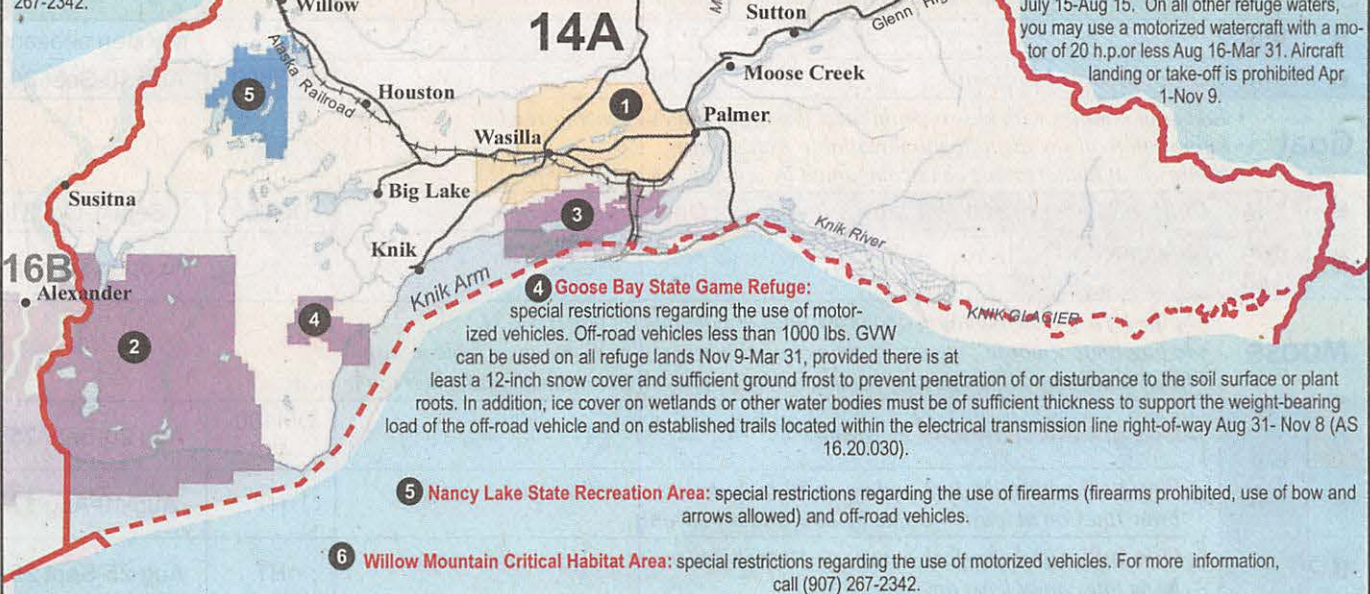 267-2342.
Willow
14A
Sutton
Glenn
July 15-Aug 15. On all other refuge waters,
you may use a motorized watercraft with a mo-
tor of 20 h.p.or less Aug 16-Mar 31. Aircraft
landing or take-off is prohibited Apr
1-Nov 9.
Alaska Railroad
Moose Creek
5
Houston
1
Palmer
Wasilla
Susitna
Big Lake
3
Knik
Knik River
16B
Alexander
Knik Arm
KNIK GLACIER
2
4
4 Goose Bay State Game Refuge:
special restrictions regarding the use of motor-
ized vehicles. Off-road vehicles less than 1000 lbs. GVW
can be used on all refuge lands Nov 9-Mar 31, provided there is at
least a 12-inch snow cover and sufficient ground frost to prevent penetration of or disturbance to the soil surface or plant
roots. In addition, ice cover on wetlands or other water bodies must be of sufficient thickness to support the weight-bearing
load of the off-road vehicle and on established trails located within the electrical transmission line right-of-way Aug 31- Nov 8 (AS
16.20.030).
5 Nancy Lake State Recreation Area: special restrictions regarding the use of firearms (firearms prohibited, use of bow and
arrows allowed) and off-road vehicles.
6 Willow Mountain Critical Habitat Area: special restrictions regarding the use of motorized vehicles. For more information,
call (907) 267-2342.